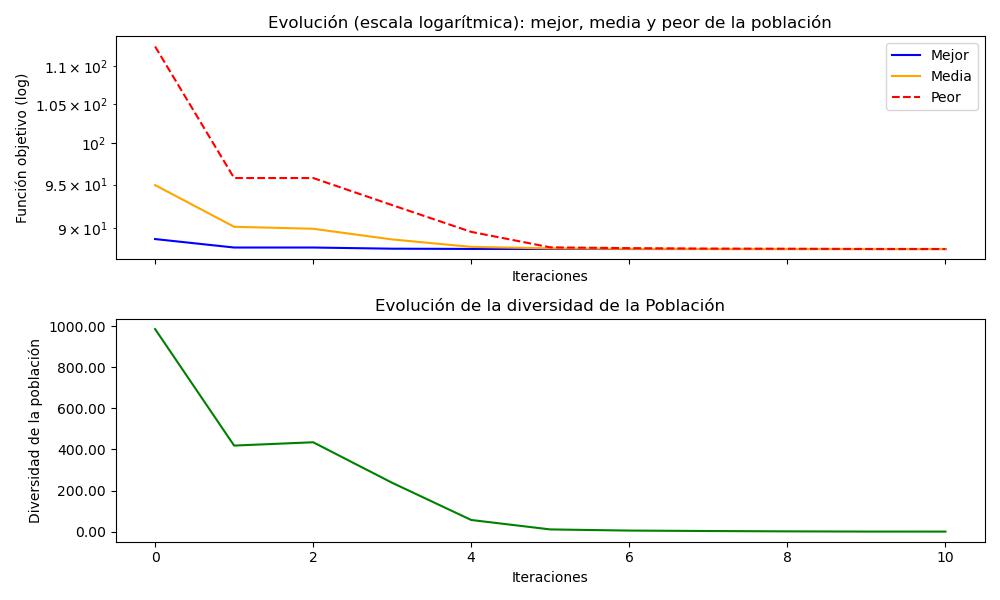 Evolución (escala logarítmica): mejor, media y peor de la población
Función objetivo (log)
1.1 × 10²
1.05 × 10²
10²
9.5 × 10¹
9 × 10¹
Mejor
Media
Peor
Iteraciones
Evolución de la diversidad de la Población
Diversidad de la población
1000.00
800.00
600.00
400.00
200.00
0.00
0 2 4 6 8 10
Iteraciones